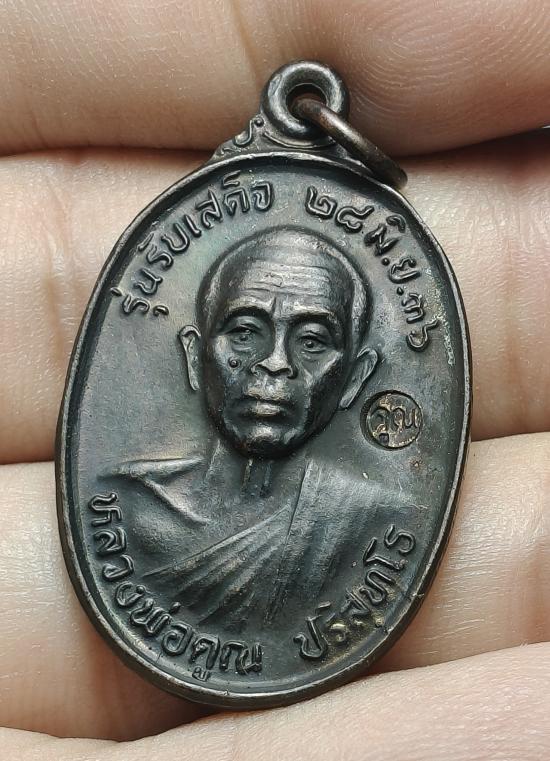 รุ่นรับเสด็จ ๒๘ มิ.ย.๓๖
คูณ
หลวงพ่อคูณ ปริสุทฺโธ